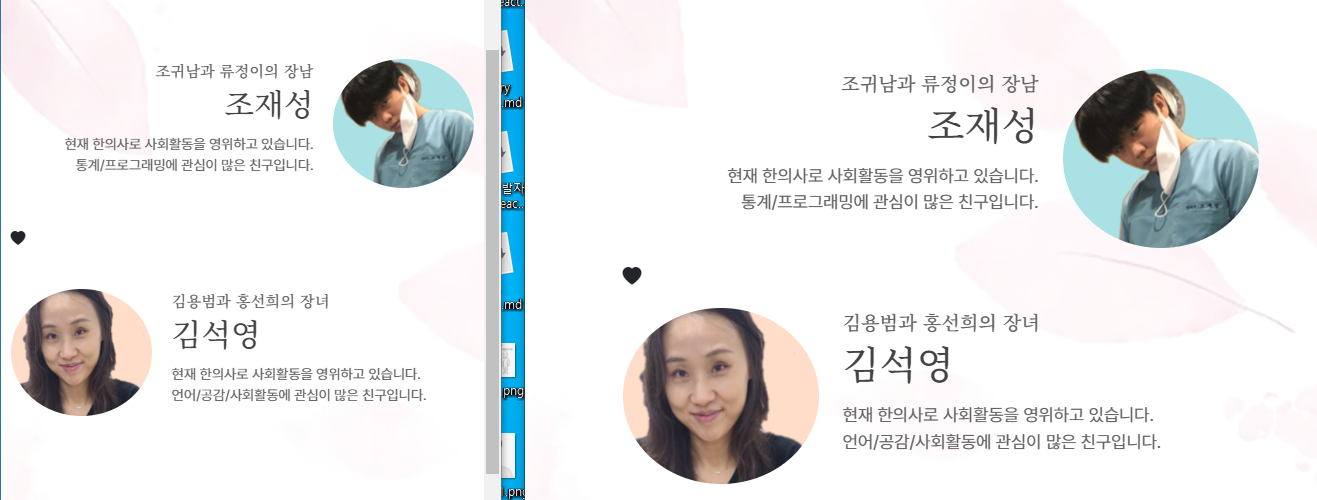 조귀남과 류정이의 장남
조재성
현재 한의사로 사회활동을 영위하고 있습니다.
통계/프로그래밍에 관심이 많은 친구입니다.
김용범과 홍선희의 장녀
김석영
현재 한의사로 사회활동을 영위하고 있습니다.
언어/공감/사회활동에 관심이 많은 친구입니다.
.md
발자
eac...
.md
.png
조귀남과 류정이의 장남
조재성
현재 한의사로 사회활동을 영위하고 있습니다.
통계/프로그래밍에 관심이 많은 친구입니다.
김용범과 홍선희의 장녀
김석영
현재 한의사로 사회활동을 영위하고 있습니다.
언어/공감/사회활동에 관심이 많은 친구입니다.